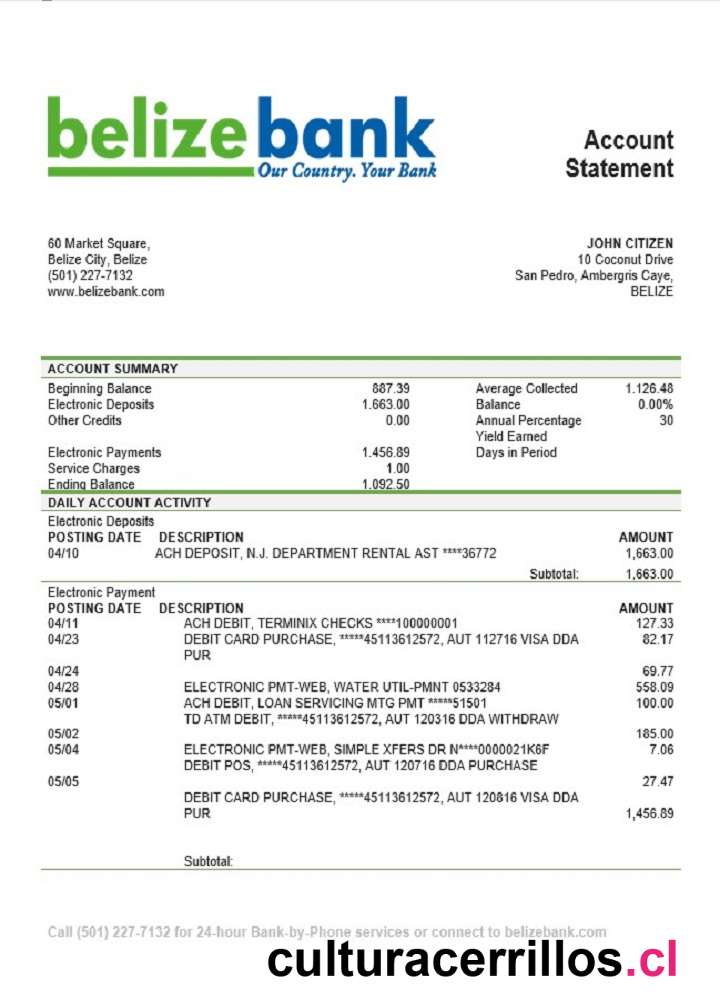 belizebank
Our Country. Your Bank
Account
Statement
60 Market Square,
Belize City, Belize
(501) 227-7132
www.belizebank.com
JOHN CITIZEN
10 Coconut Drive
San Pedro, Ambergris Caye,
BELIZE
ACCOUNT SUMMARY
Beginning Balance 887.39 Average Collected 1.126.48
Electronic Deposits 1.663.00 Balance 0.00%
Other Credits 0.00 Annual Percentage 30
Yield Earned
Electronic Payments 1.456.89 Days in Period
Service Charges 1.00
Ending Balance 1.092.50
DAILY ACCOUNT ACTIVITY
Electronic Deposits
POSTING DATE DESCRIPTION AMOUNT
04/10 ACH DEPOSIT, N.J. DEPARTMENT RENTAL AST ****36772 1,663.00
Subtotal: 1,663.00
Electronic Payment
POSTING DATE DESCRIPTION AMOUNT
04/11 ACH DEBIT, TERMINIX CHECKS ****100000001 127.33
04/23 DEBIT CARD PURCHASE, *****45113612572, AUT 112716 VISA DDA 82.17
PUR
04/24 69.77
04/28 ELECTRONIC PMT-WEB, WATER UTIL-PMNT 0533284 558.09
05/01 ACH DEBIT, LOAN SERVICING MTG PMT *****51501 100.00
TD ATM DEBIT, *****45113612572, AUT 120316 DDA WITHDRAW
05/02 185.00
05/04 ELECTRONIC PMT-WEB, SIMPLE XFERS DR N****0000021K6F 7.06
DEBIT POS, *****45113612572, AUT 120716 DDA PURCHASE
05/05 27.47
DEBIT CARD PURCHASE, *****45113612572, AUT 120816 VISA DDA
PUR 1,456.89
Subtotal:
Call (501) 227-7132 for 24-hour Bank-by-Phone services or connect to belizebank.com
culturacerrillos.cl